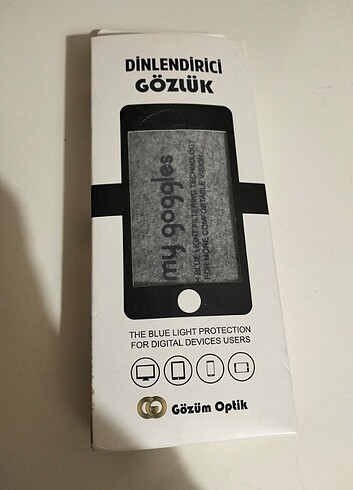 DİNLENDİRİCİ
GÖZLÜK
my goggles
BLUE LIGHT FILTERING TECHNOLOGY
FOR MORE COMFORTABLE VISION
THE BLUE LIGHT PROTECTION
FOR DIGITAL DEVICES USERS
Gözüm Optik